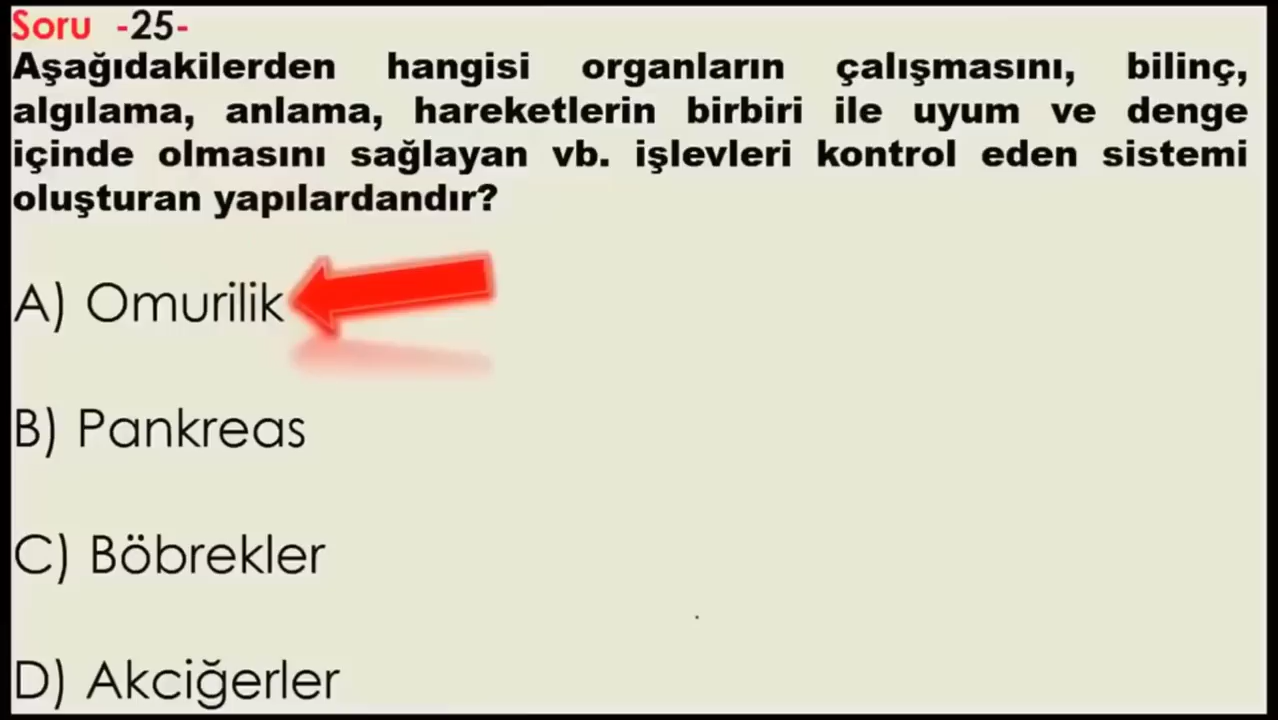 Soru -25-
Aşağıdakilerden hangisi organların çalışmasını, bilinç,
algılama, anlama, hareketlerin birbiri ile uyum ve denge
içinde olmasını sağlayan vb. işlevleri kontrol eden sistemi
oluşturan yapılardandır?
A) Omurilik
B) Pankreas
C) Böbrekler
D) Akciğerler